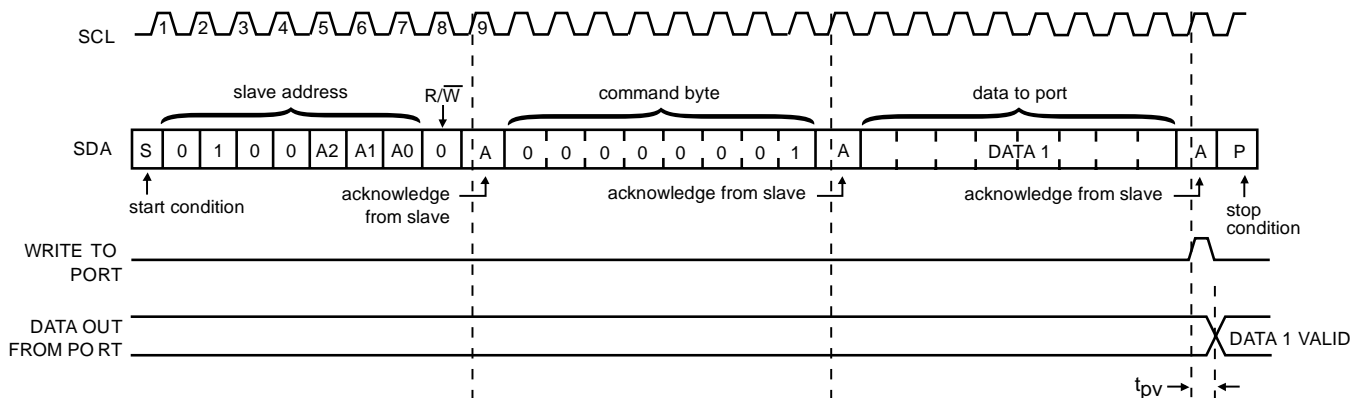 SCL 1 2 3 4 5 6 7 8 9
slave address R/W̅ command byte data to port
SDA S 0 1 0 0 A2 A1 A0 0 A 0 0 0 0 0 0 0 1 A DATA 1 A P
start condition
acknowledge
from slave
acknowledge from slave
acknowledge from slave
stop
condition
WRITE TO
PORT
DATA OUT
FROM PORT
DATA 1 VALID
tpv